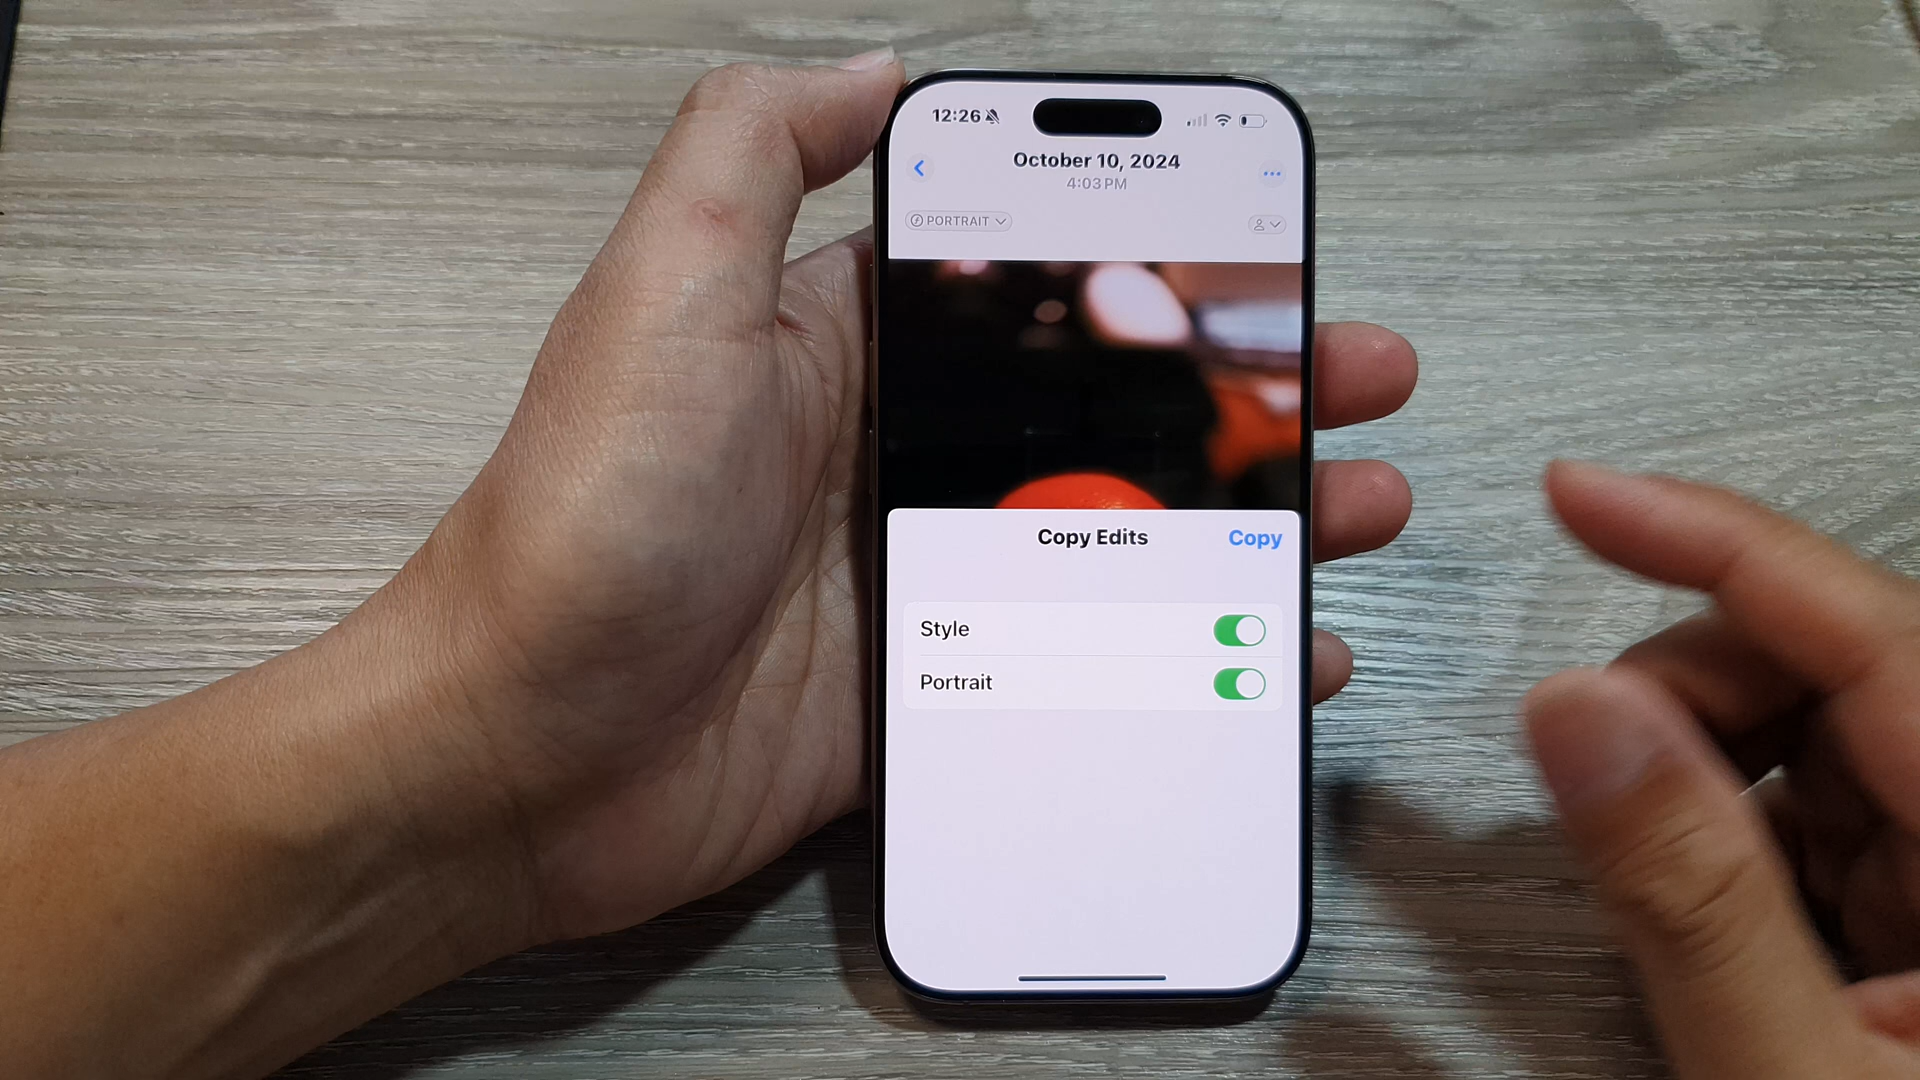 12:26
October 10, 2024
4:03 PM
PORTRAIT
Copy Edits
Copy
Style
Portrait